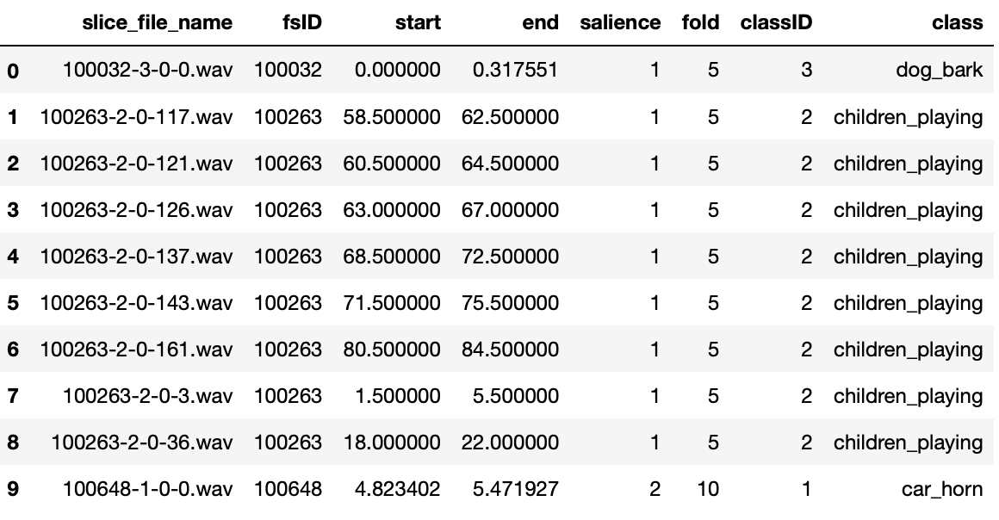 slice_file_name fsID start end salience fold classID class
0 100032-3-0-0.wav 100032 0.000000 0.317551 1 5 3 dog_bark
1 100263-2-0-117.wav 100263 58.500000 62.500000 1 5 2 children_playing
2 100263-2-0-121.wav 100263 60.500000 64.500000 1 5 2 children_playing
3 100263-2-0-126.wav 100263 63.000000 67.000000 1 5 2 children_playing
4 100263-2-0-137.wav 100263 68.500000 72.500000 1 5 2 children_playing
5 100263-2-0-143.wav 100263 71.500000 75.500000 1 5 2 children_playing
6 100263-2-0-161.wav 100263 80.500000 84.500000 1 5 2 children_playing
7 100263-2-0-3.wav 100263 1.500000 5.500000 1 5 2 children_playing
8 100263-2-0-36.wav 100263 18.000000 22.000000 1 5 2 children_playing
9 100648-1-0-0.wav 100648 4.823402 5.471927 2 10 1 car_horn